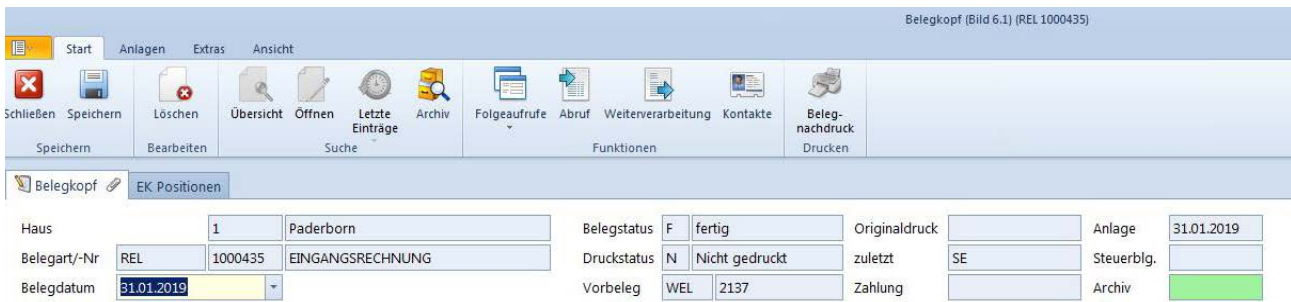 Belegkopf (Bild 6.1) (REL 1000435)
Start Anlagen Extras Ansicht
Schließen Speichern Löschen Übersicht Öffnen Letzte Einträge Archiv Folgeaufrufe Abruf Weiterverarbeitung Kontakte Beleg-nachdruck
Speichern Bearbeiten Suche Funktionen Drucken
Belegkopf EK Positionen
Haus 1 Paderborn Belegstatus F fertig Originaldruck Anlage 31.01.2019
Belegart/-Nr REL 1000435 EINGANGSRECHNUNG Druckstatus N Nicht gedruckt zuletzt SE Steuerblg.
Belegdatum 31.01.2019 Vorbeleg WEL 2137 Zahlung Archiv